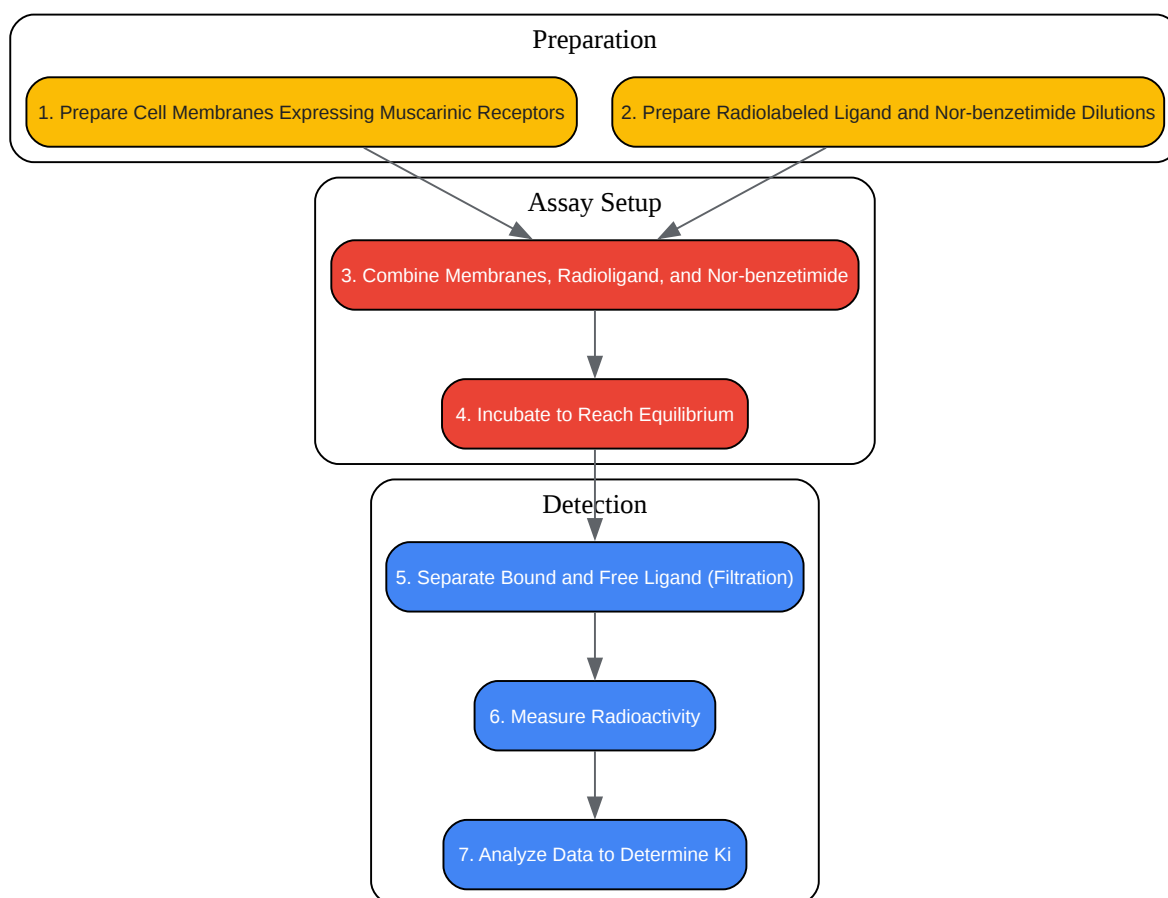 Preparation
1. Prepare Cell Membranes Expressing Muscarinic Receptors
2. Prepare Radiolabeled Ligand and Nor-benzetimide Dilutions
Assay Setup
3. Combine Membranes, Radioligand, and Nor-benzetimide
4. Incubate to Reach Equilibrium
Detection
5. Separate Bound and Free Ligand (Filtration)
6. Measure Radioactivity
7. Analyze Data to Determine Ki